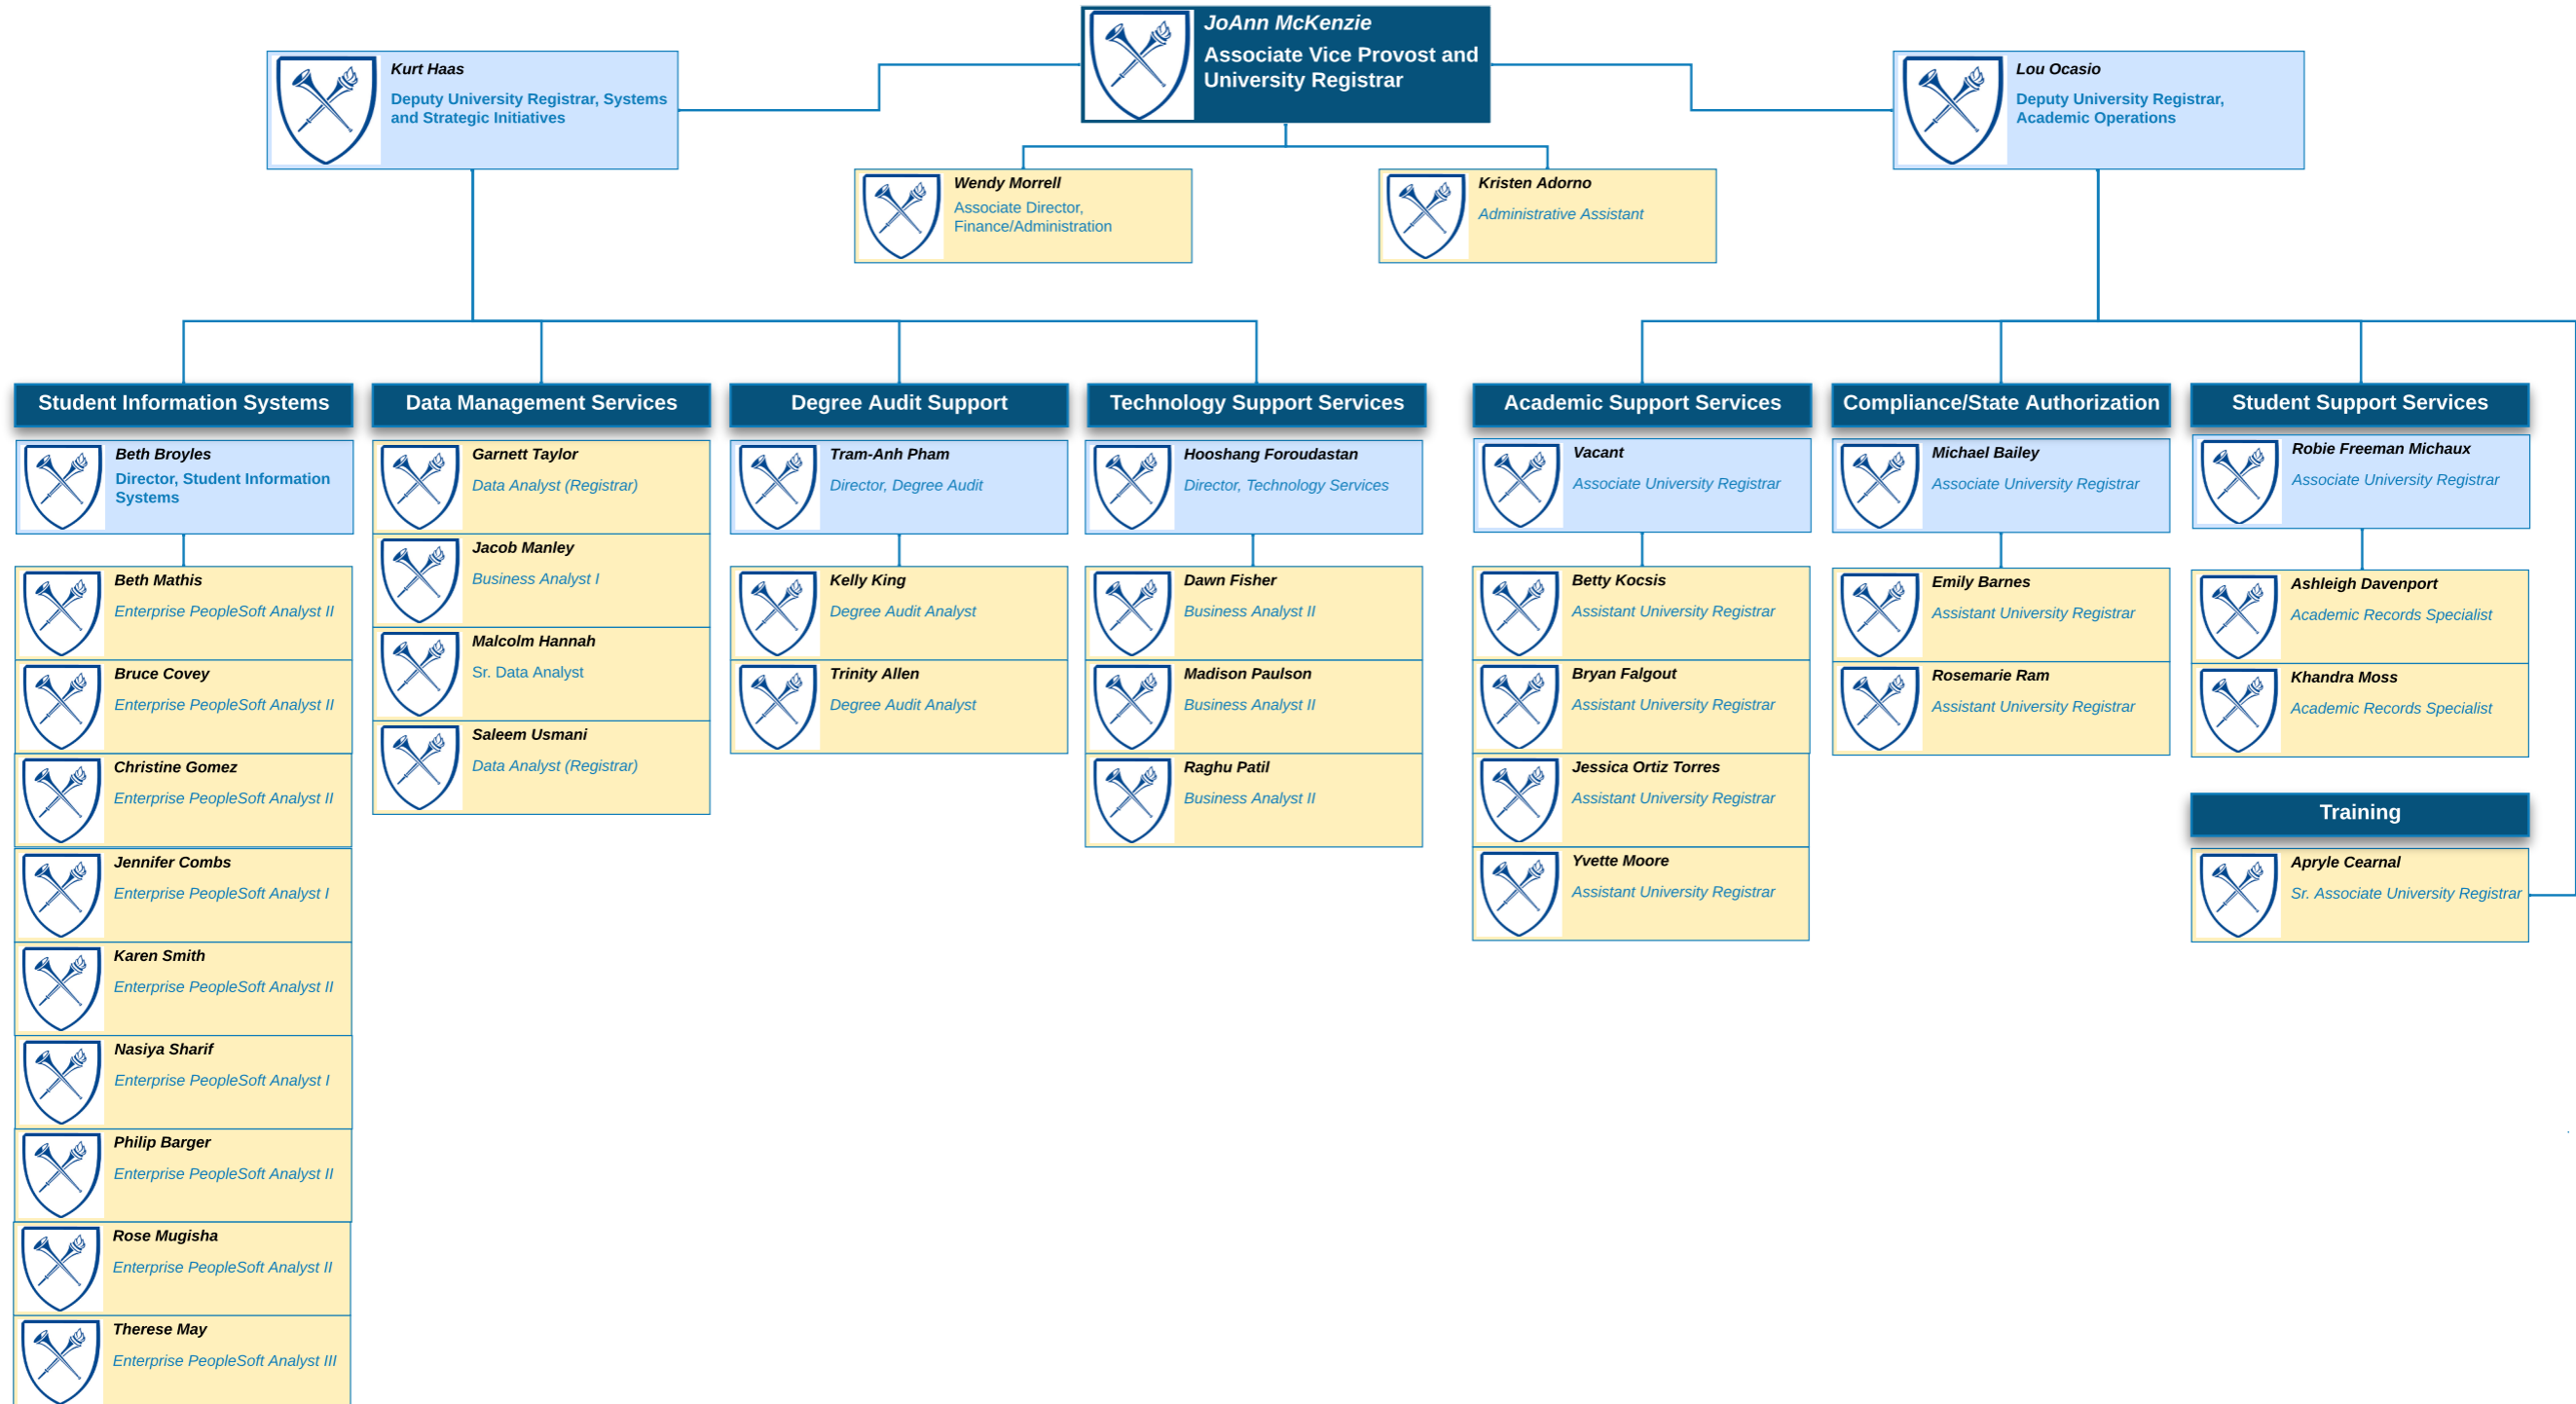 JoAnn McKenzie
Associate Vice Provost and
University Registrar
Kurt Haas
Deputy University Registrar, Systems
and Strategic Initiatives
Lou Ocasio
Deputy University Registrar,
Academic Operations
Wendy Morrell
Associate Director,
Finance/Administration
Kristen Adorno
Administrative Assistant
Student Information Systems
Beth Broyles
Director, Student Information
Systems
Beth Mathis
Enterprise PeopleSoft Analyst II
Bruce Covey
Enterprise PeopleSoft Analyst II
Christine Gomez
Enterprise PeopleSoft Analyst II
Jennifer Combs
Enterprise PeopleSoft Analyst I
Karen Smith
Enterprise PeopleSoft Analyst II
Nasiya Sharif
Enterprise PeopleSoft Analyst I
Philip Barger
Enterprise PeopleSoft Analyst II
Rose Mugisha
Enterprise PeopleSoft Analyst II
Therese May
Enterprise PeopleSoft Analyst III
Data Management Services
Garnett Taylor
Data Analyst (Registrar)
Jacob Manley
Business Analyst I
Malcolm Hannah
Sr. Data Analyst
Saleem Usmani
Data Analyst (Registrar)
Degree Audit Support
Tram-Anh Pham
Director, Degree Audit
Kelly King
Degree Audit Analyst
Trinity Allen
Degree Audit Analyst
Technology Support Services
Hooshang Foroudastan
Director, Technology Services
Dawn Fisher
Business Analyst II
Madison Paulson
Business Analyst II
Raghu Patil
Business Analyst II
Academic Support Services
Vacant
Associate University Registrar
Betty Kocsis
Assistant University Registrar
Bryan Falgout
Assistant University Registrar
Jessica Ortiz Torres
Assistant University Registrar
Yvette Moore
Assistant University Registrar
Compliance/State Authorization
Michael Bailey
Associate University Registrar
Emily Barnes
Assistant University Registrar
Rosemarie Ram
Assistant University Registrar
Student Support Services
Robie Freeman Michaux
Associate University Registrar
Ashleigh Davenport
Academic Records Specialist
Khandra Moss
Academic Records Specialist
Training
Apryle Cearnal
Sr. Associate University Registrar